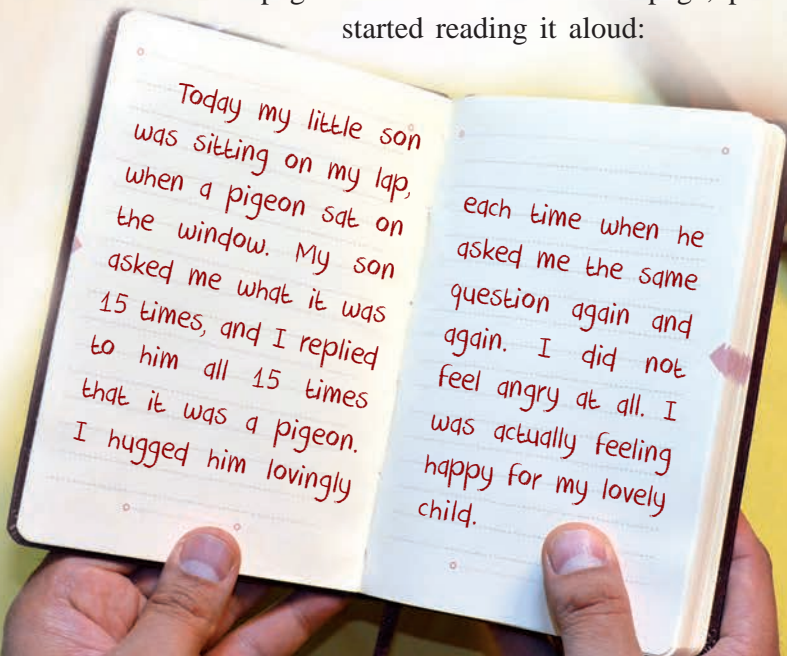 started reading it aloud:
Today my little son
was sitting on my lap,
when a pigeon sat on
the window. My son
asked me what it was
15 times, and I replied
to him all 15 times
that it was a pigeon.
I hugged him lovingly
each time when he
asked me the same
question again and
again. I did not
feel angry at all. I
was actually feeling
happy for my lovely
child.